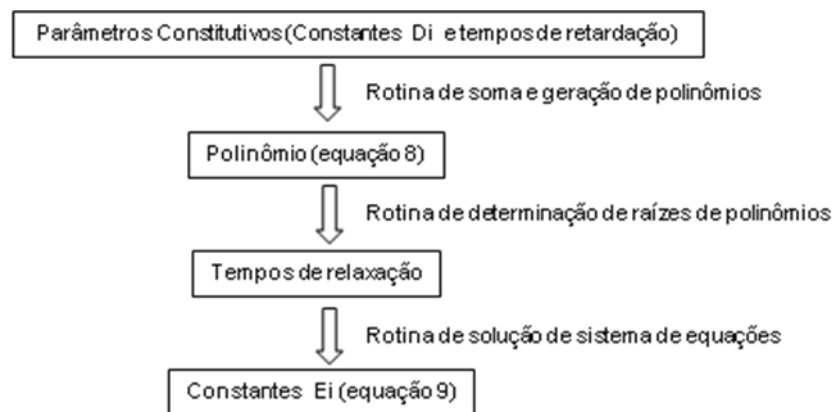 Parâmetros Constitutivos (Constantes Di e tempos de retardação)
Rotina de soma e geração de polinômios
Polinômio (equação 8)
Rotina de determinação de raízes de polinômios
Tempos de relaxação
Rotina de solução de sistema de equações
Constantes Ei (equação 9)